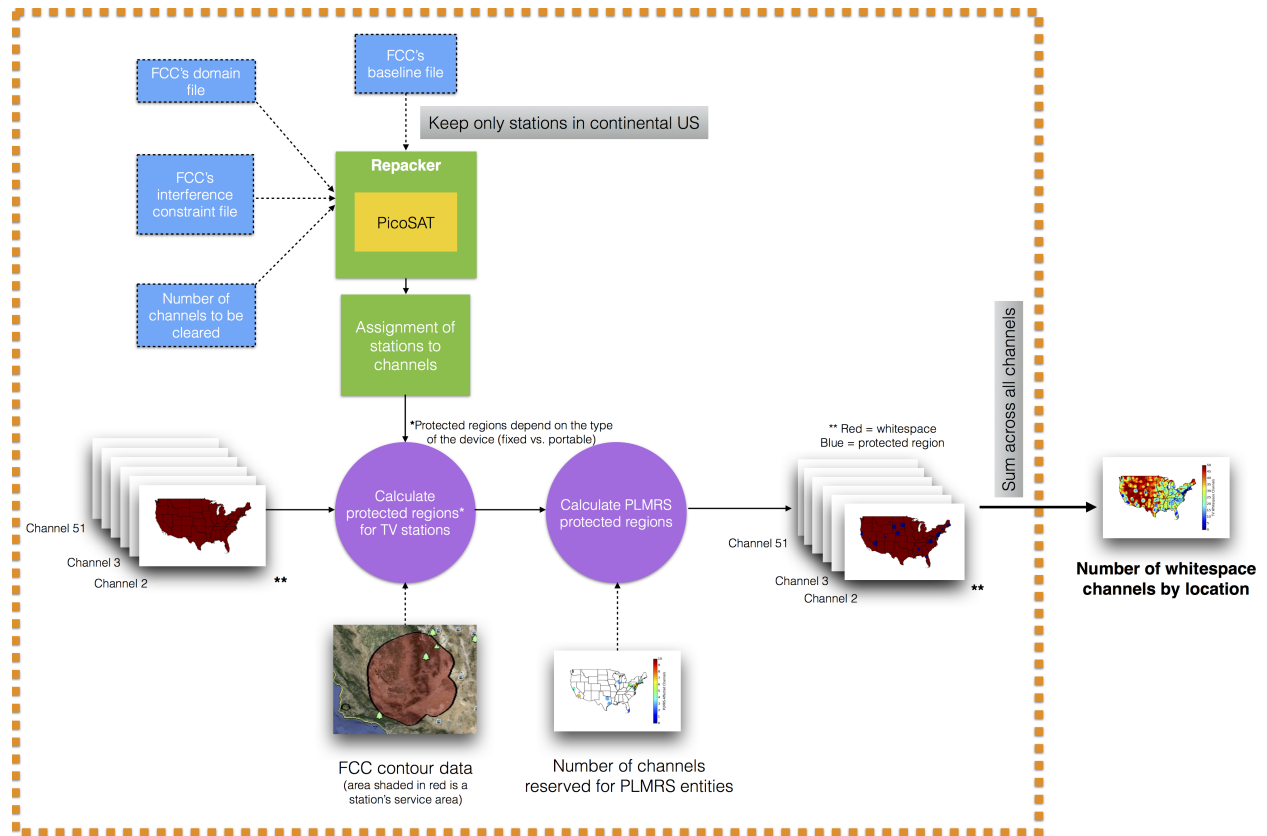 FCC's
baseline file
FCC's domain
file
Keep only stations in continental US
Repacker
FCC's
interference
constraint file
PicoSAT
Number of
channels to be
cleared
Assignment of
stations to
channels
Sum across all channels
*Protected regions depend on the type
of the device (fixed vs. portable)
** Red = whitespace
Blue = protected region
Calculate
protected regions*
for TV stations
Calculate PLMRS
protected regions
Channel 51
Channel 3
Channel 2
**
Channel 51
Channel 3
Channel 2
**
Number of whitespace
channels by location
FCC contour data
(area shaded in red is a
station's service area)
Number of channels
reserved for PLMRS entities